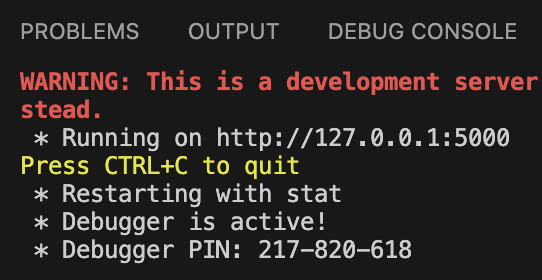 PROBLEMS OUTPUT DEBUG CONSOLE
WARNING: This is a development server
stead.
* Running on http://127.0.0.1:5000
Press CTRL+C to quit
* Restarting with stat
* Debugger is active!
* Debugger PIN: 217-820-618